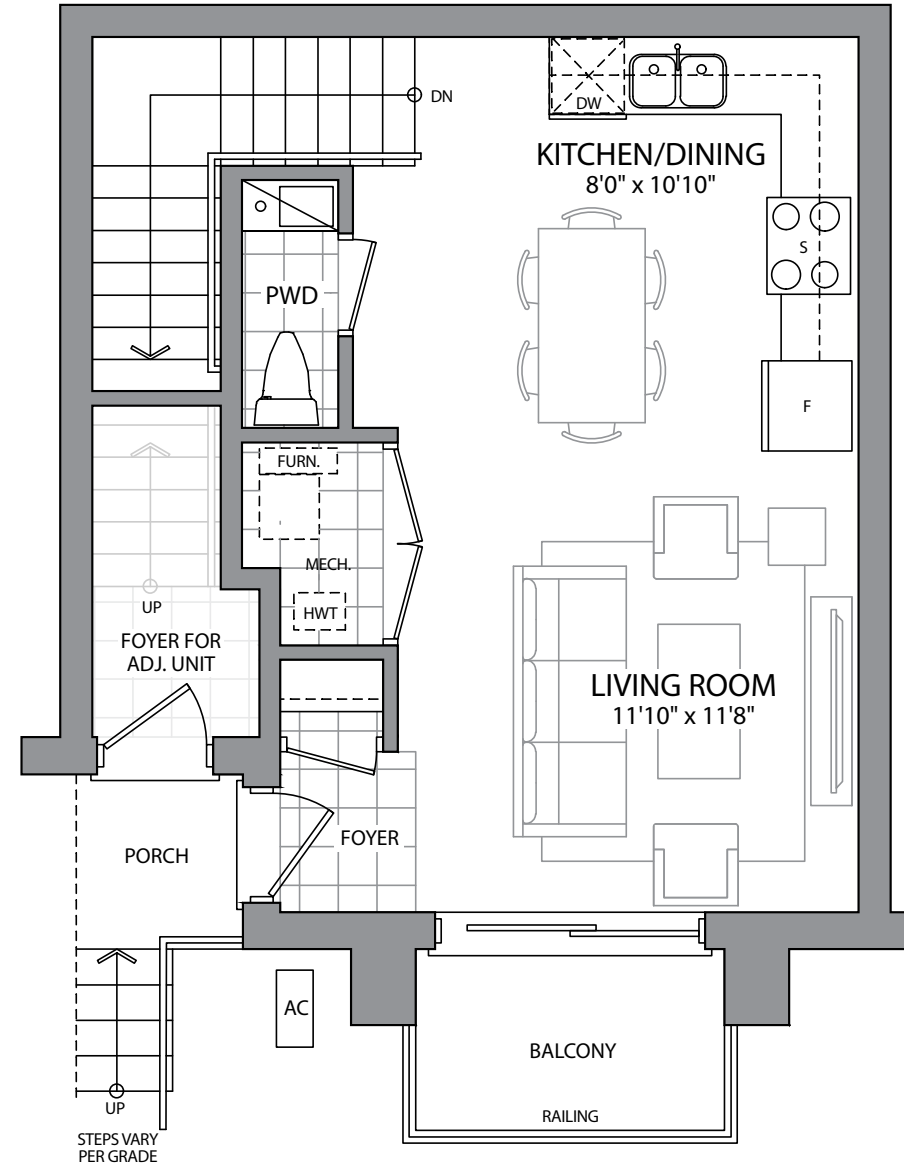 DN
DW
KITCHEN/DINING
8'0" x 10'10"
S
PWD
F
FURN.
MECH.
HWT
UP
FOYER FOR
ADJ. UNIT
LIVING ROOM
11'10" x 11'8"
FOYER
PORCH
AC
BALCONY
UP
RAILING
STEPS VARY
PER GRADE